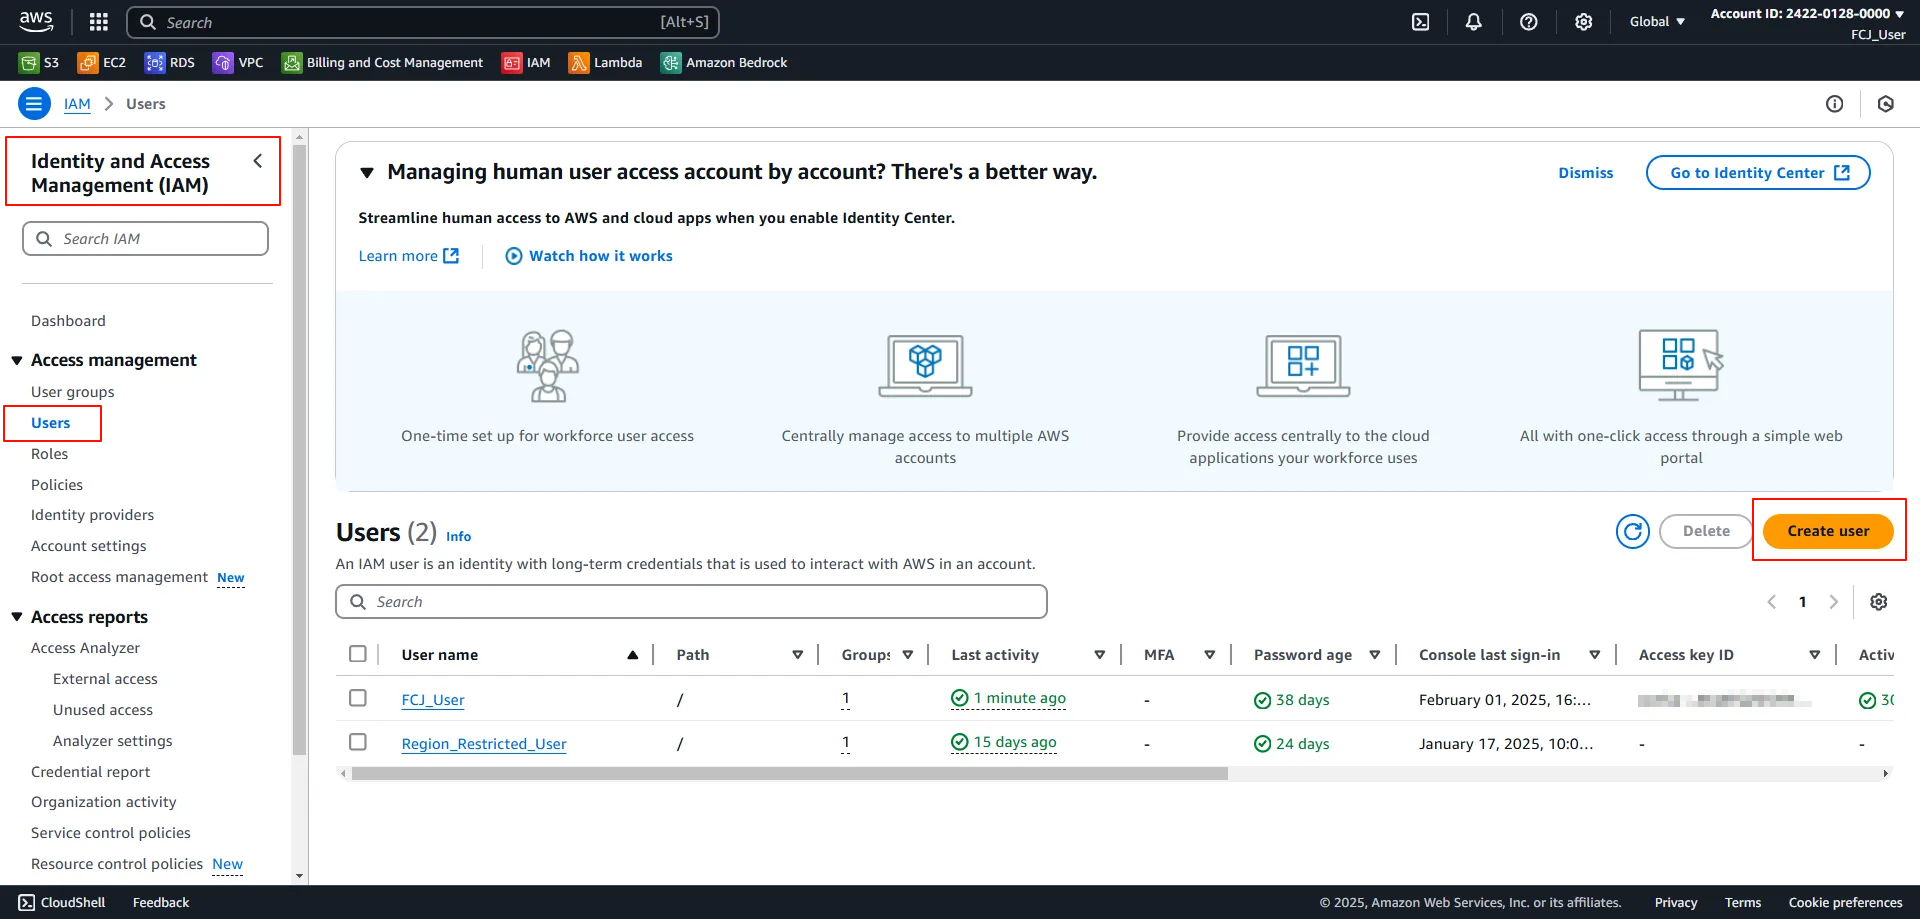 aws
Search
[Alt+S]
Global
Account ID: 2422-0128-0000
FCJ_User
S3
EC2
RDS
VPC
Billing and Cost Management
IAM
Lambda
Amazon Bedrock
IAM
Users
Identity and Access
Management (IAM)
Search IAM
Dashboard
Access management
User groups
Users
Roles
Policies
Identity providers
Account settings
Root access management New
Access reports
Access Analyzer
External access
Unused access
Analyzer settings
Credential report
Organization activity
Service control policies
Resource control policies New
Managing human user access account by account? There's a better way.
Dismiss
Go to Identity Center
Streamline human access to AWS and cloud apps when you enable Identity Center.
Learn more
Watch how it works
One-time set up for workforce user access
Centrally manage access to multiple AWS
accounts
Provide access centrally to the cloud
applications your workforce uses
All with one-click access through a simple web
portal
Users (2) Info
Delete
Create user
An IAM user is an identity with long-term credentials that is used to interact with AWS in an account.
Search
1
User name Path Groups Last activity MFA Password age Console last sign-in Access key ID Activ
FCJ_User / 1 1 minute ago - 38 days February 01, 2025, 16:... 30
Region_Restricted_User / 1 15 days ago - 24 days January 17, 2025, 10:0... - -
CloudShell
Feedback
© 2025, Amazon Web Services, Inc. or its affiliates.
Privacy
Terms
Cookie preferences